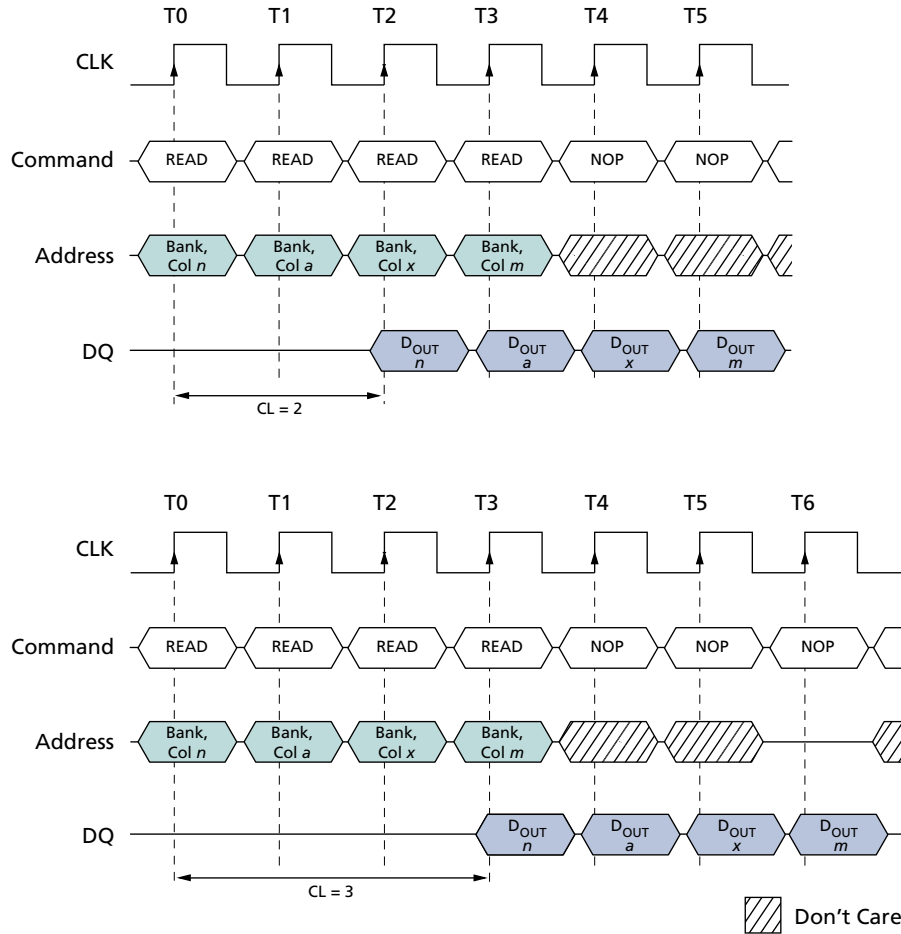 T0 T1 T2 T3 T4 T5
CLK
Command READ READ READ READ NOP NOP
Address Bank, Col n Bank, Col a Bank, Col x Bank, Col m
DQ DOUT n DOUT a DOUT x DOUT m
CL = 2
T0 T1 T2 T3 T4 T5 T6
CLK
Command READ READ READ READ NOP NOP NOP
Address Bank, Col n Bank, Col a Bank, Col x Bank, Col m
DQ DOUT n DOUT a DOUT x DOUT m
CL = 3
Don't Care